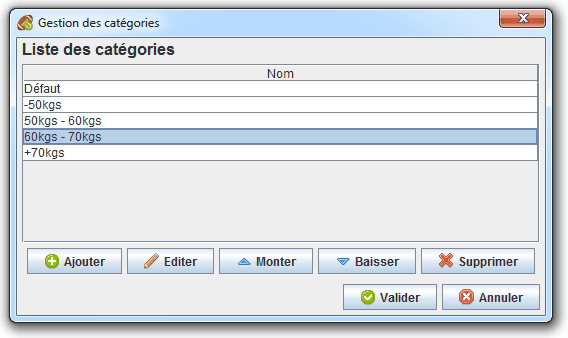 Gestion des catégories
Liste des catégories
Nom
Défaut
-50kgs
50kgs - 60kgs
60kgs - 70kgs
+70kgs
Ajouter Editer Monter Baisser Supprimer
Valider Annuler